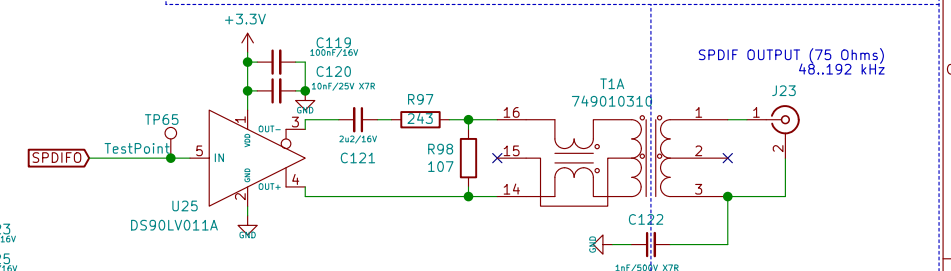 +3.3V
C119
100nF/16V
C120
10nF/25V X7R
GND
SPDIF OUTPUT (75 Ohms)
48..192 kHz
TP65
TestPoint
SPDIFO
5
IN
1
VDD
OUT-
3
OUT+
4
GND
2
U25
DS90LV011A
GND
2u2/16V
C121
R97
243
R98
107
16
15
14
T1A
749010310
1
2
3
J23
1
2
C122
GND
1nF/500V X7R
23
16V
25
/16V